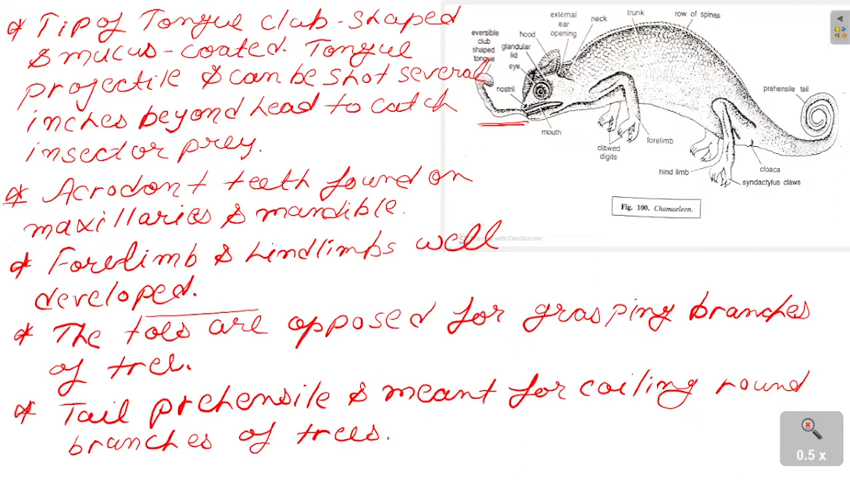 * Tip of Tongue club-shaped
& mucus-coated. Tongue
projectile & can be shot several
inches beyond head to catch
insect or prey.
* Acrodont teeth found on
maxillaries & mandible.
* Forelimb & hindlimbs well
developed.
* The toes are opposed for grasping branches
of tree.
* Tail prehensile & meant for coiling round
branches of trees.
eversible
club
shaped
tongue
hood
glandular
lid
eye
nostril
external
ear
opening
neck
trunk
row of spines
prehensile tail
mouth
clawed
digits
forelimb
hind limb
cloaca
syndactylus claws
Fig. 100. Chamaeleon.
with CamScanner
0.5 x